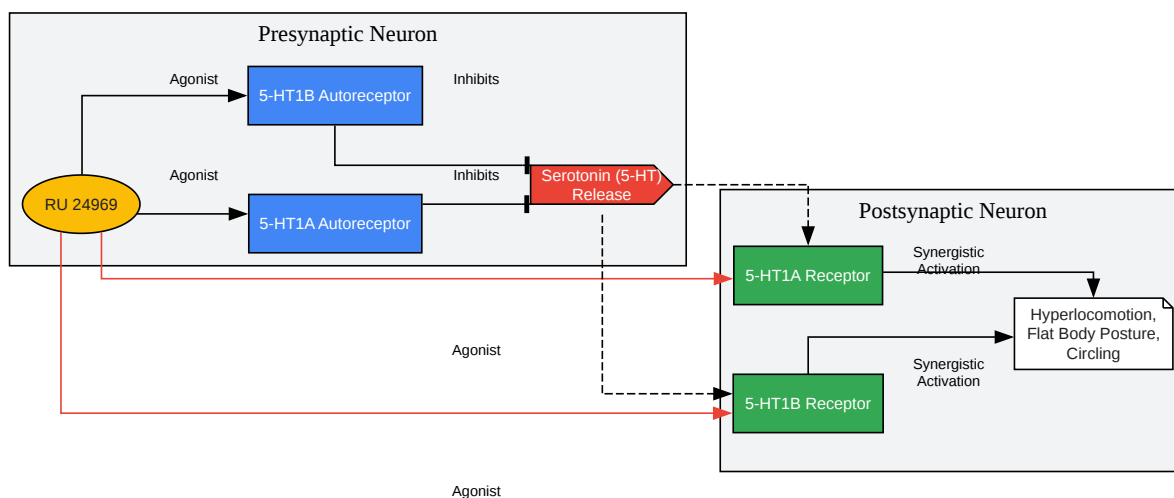 Presynaptic Neuron
Agonist
5-HT1B Autoreceptor
Inhibits
Agonist
Inhibits
Serotonin (5-HT)
Release
RU 24969
5-HT1A Autoreceptor
Postsynaptic Neuron
5-HT1A Receptor
Synergistic
Activation
Hyperlocomotion,
Flat Body Posture,
Circling
Agonist
Synergistic
Activation
5-HT1B Receptor
Agonist